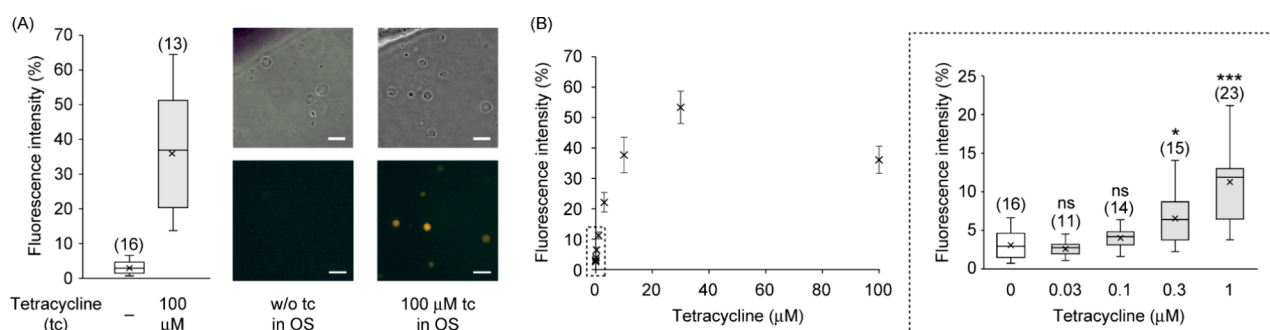 (A)
Fluorescence intensity (%)
70
60
50
40
30
20
10
0
(16)
(13)
Tetracycline
(tc)
–
100
μM
w/o tc
in OS
100 μM tc
in OS
(B)
Fluorescence intensity (%)
70
60
50
40
30
20
10
0
0 20 40 60 80 100
Tetracycline (μM)
Fluorescence intensity (%)
25
20
15
10
5
0
(16)
ns
(11)
ns
(14)
*
(15)
***
(23)
0 0.03 0.1 0.3 1
Tetracycline (μM)